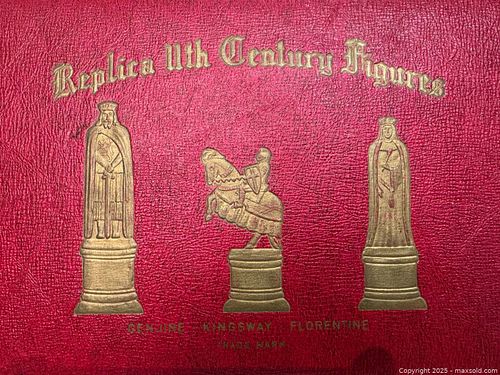 Replica 11th Century Figures
GENUINE KINGSWAY FLORENTINE
TRADE MARK
Copyright 2025 - maxsold.com